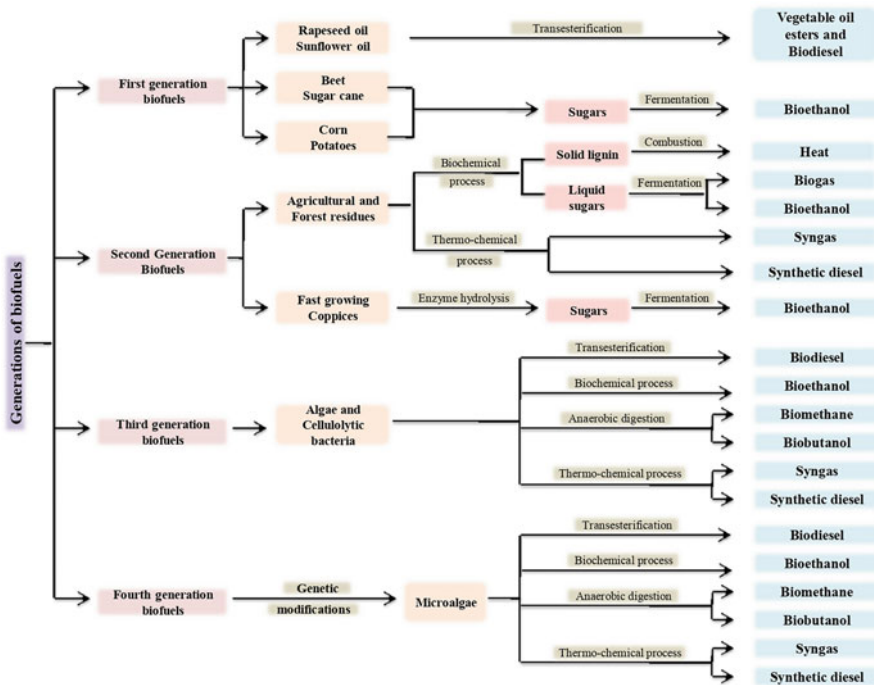 Generations of biofuels
First generation
biofuels
Rapeseed oil
Sunflower oil
Transesterification
Vegetable oil
esters and
Biodiesel
Beet
Sugar cane
Corn
Potatoes
Sugars
Fermentation
Bioethanol
Second Generation
Biofuels
Agricultural and
Forest residues
Biochemical
process
Solid lignin
Combustion
Heat
Liquid
sugars
Fermentation
Biogas
Bioethanol
Thermo-chemical
process
Syngas
Synthetic diesel
Fast growing
Coppices
Enzyme hydrolysis
Sugars
Fermentation
Bioethanol
Third generation
biofuels
Algae and
Cellulolytic
bacteria
Transesterification
Biodiesel
Biochemical process
Bioethanol
Anaerobic digestion
Biomethane
Biobutanol
Thermo-chemical process
Syngas
Synthetic diesel
Fourth generation
biofuels
Genetic
modifications
Microalgae
Transesterification
Biodiesel
Biochemical process
Bioethanol
Anaerobic digestion
Biomethane
Biobutanol
Thermo-chemical process
Syngas
Synthetic diesel